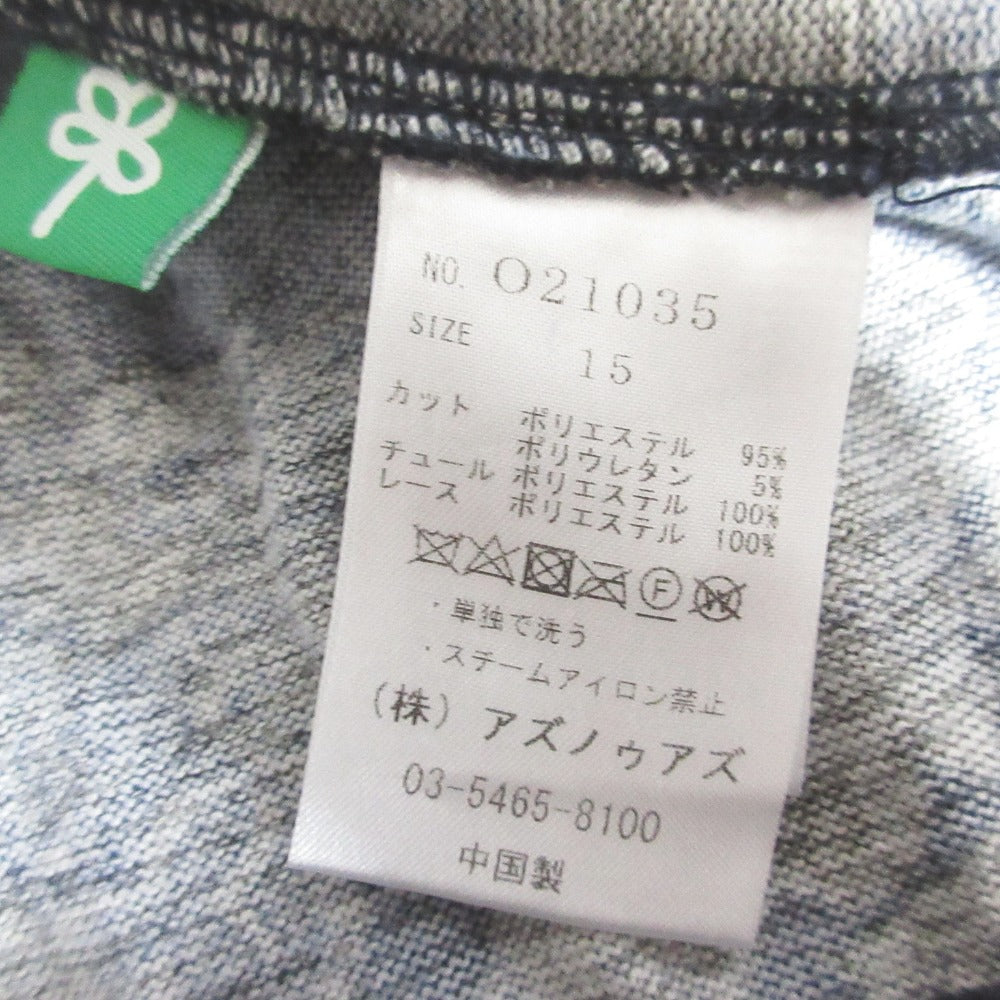 NO. O21035
SIZE 15
カット ポリエステル 95%
ポリウレタン 5%
チュール ポリエステル 100%
レース ポリエステル 100%
F W
・単独で洗う
・スチームアイロン禁止
(株) アズノゥアズ
03-5465-8100
中国製